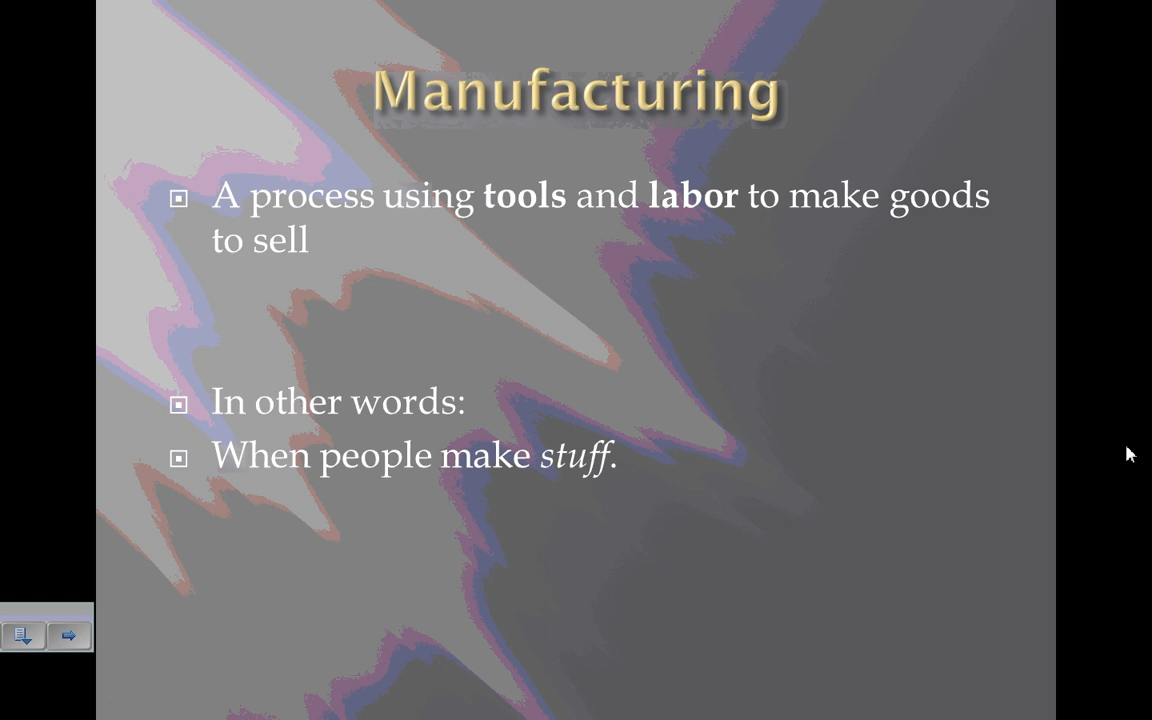 Manufacturing
A process using tools and labor to make goods
to sell
In other words:
When people make stuff.